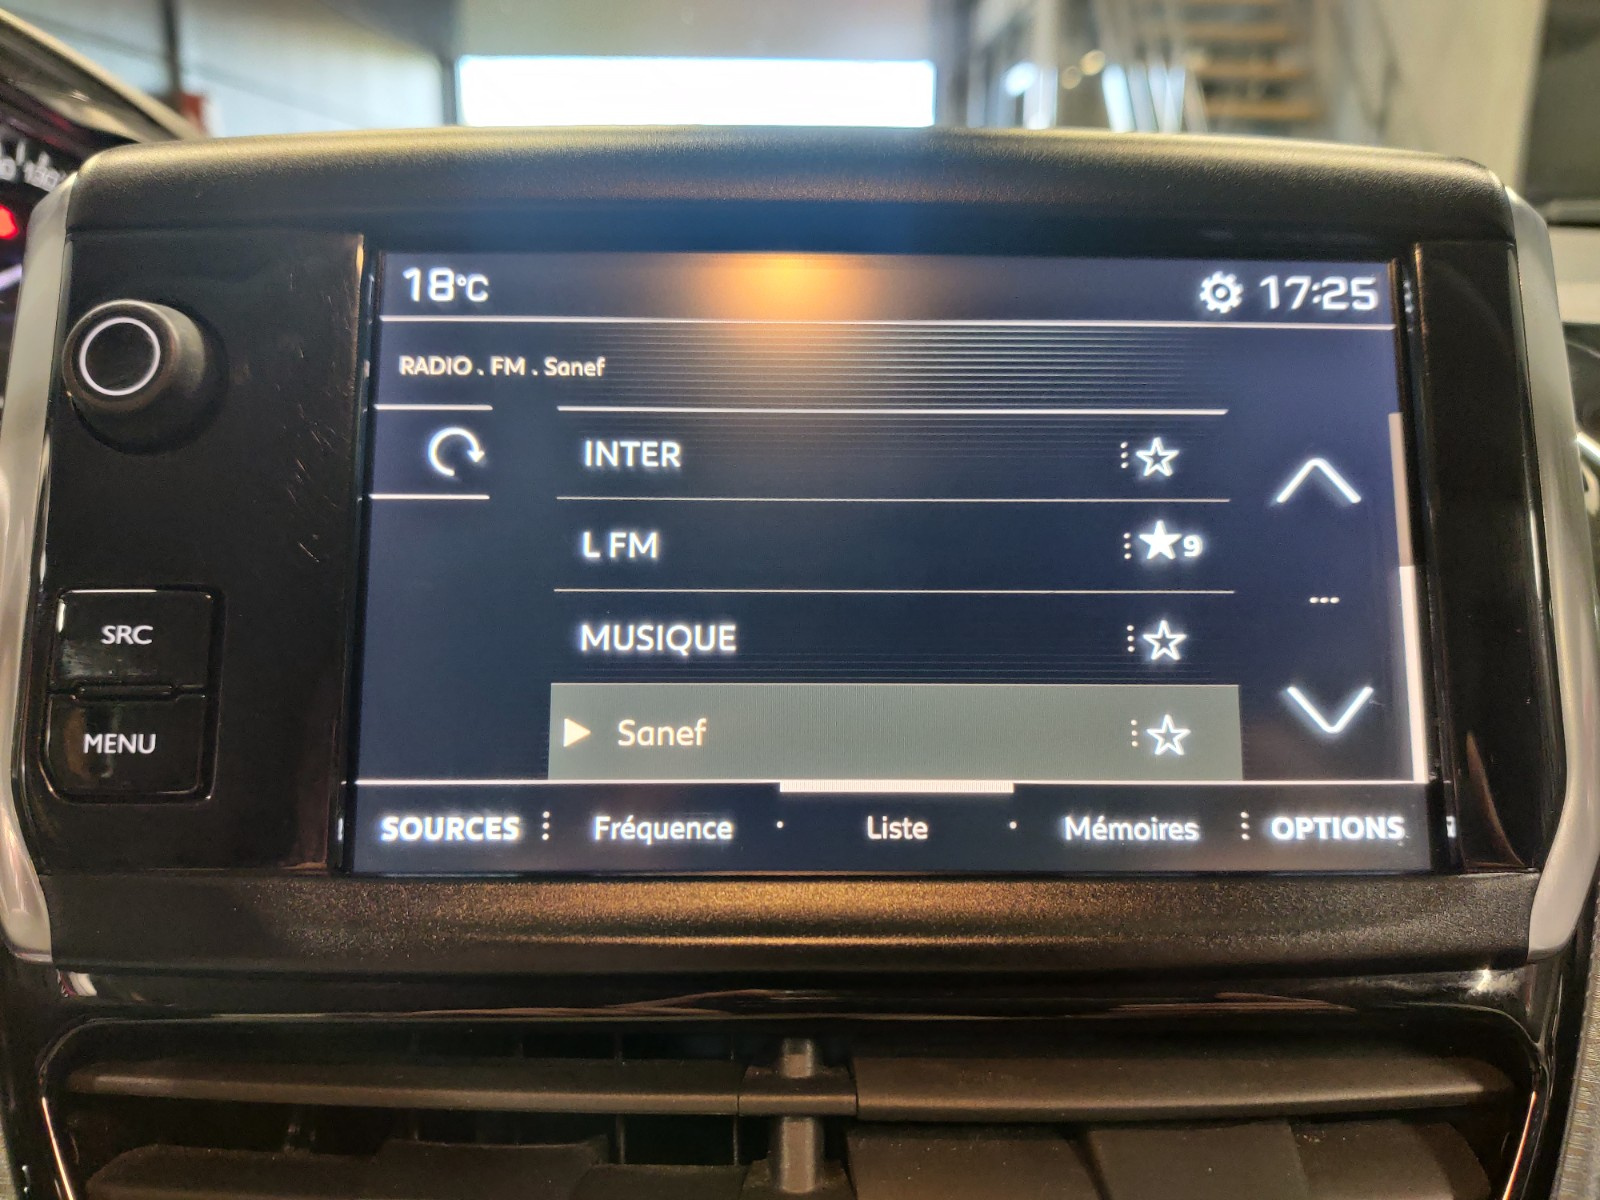 18°C 17:25
RADIO . FM . Sanef
INTER
L FM 9
MUSIQUE
Sanef
SRC
MENU
SOURCES Fréquence · Liste · Mémoires OPTIONS